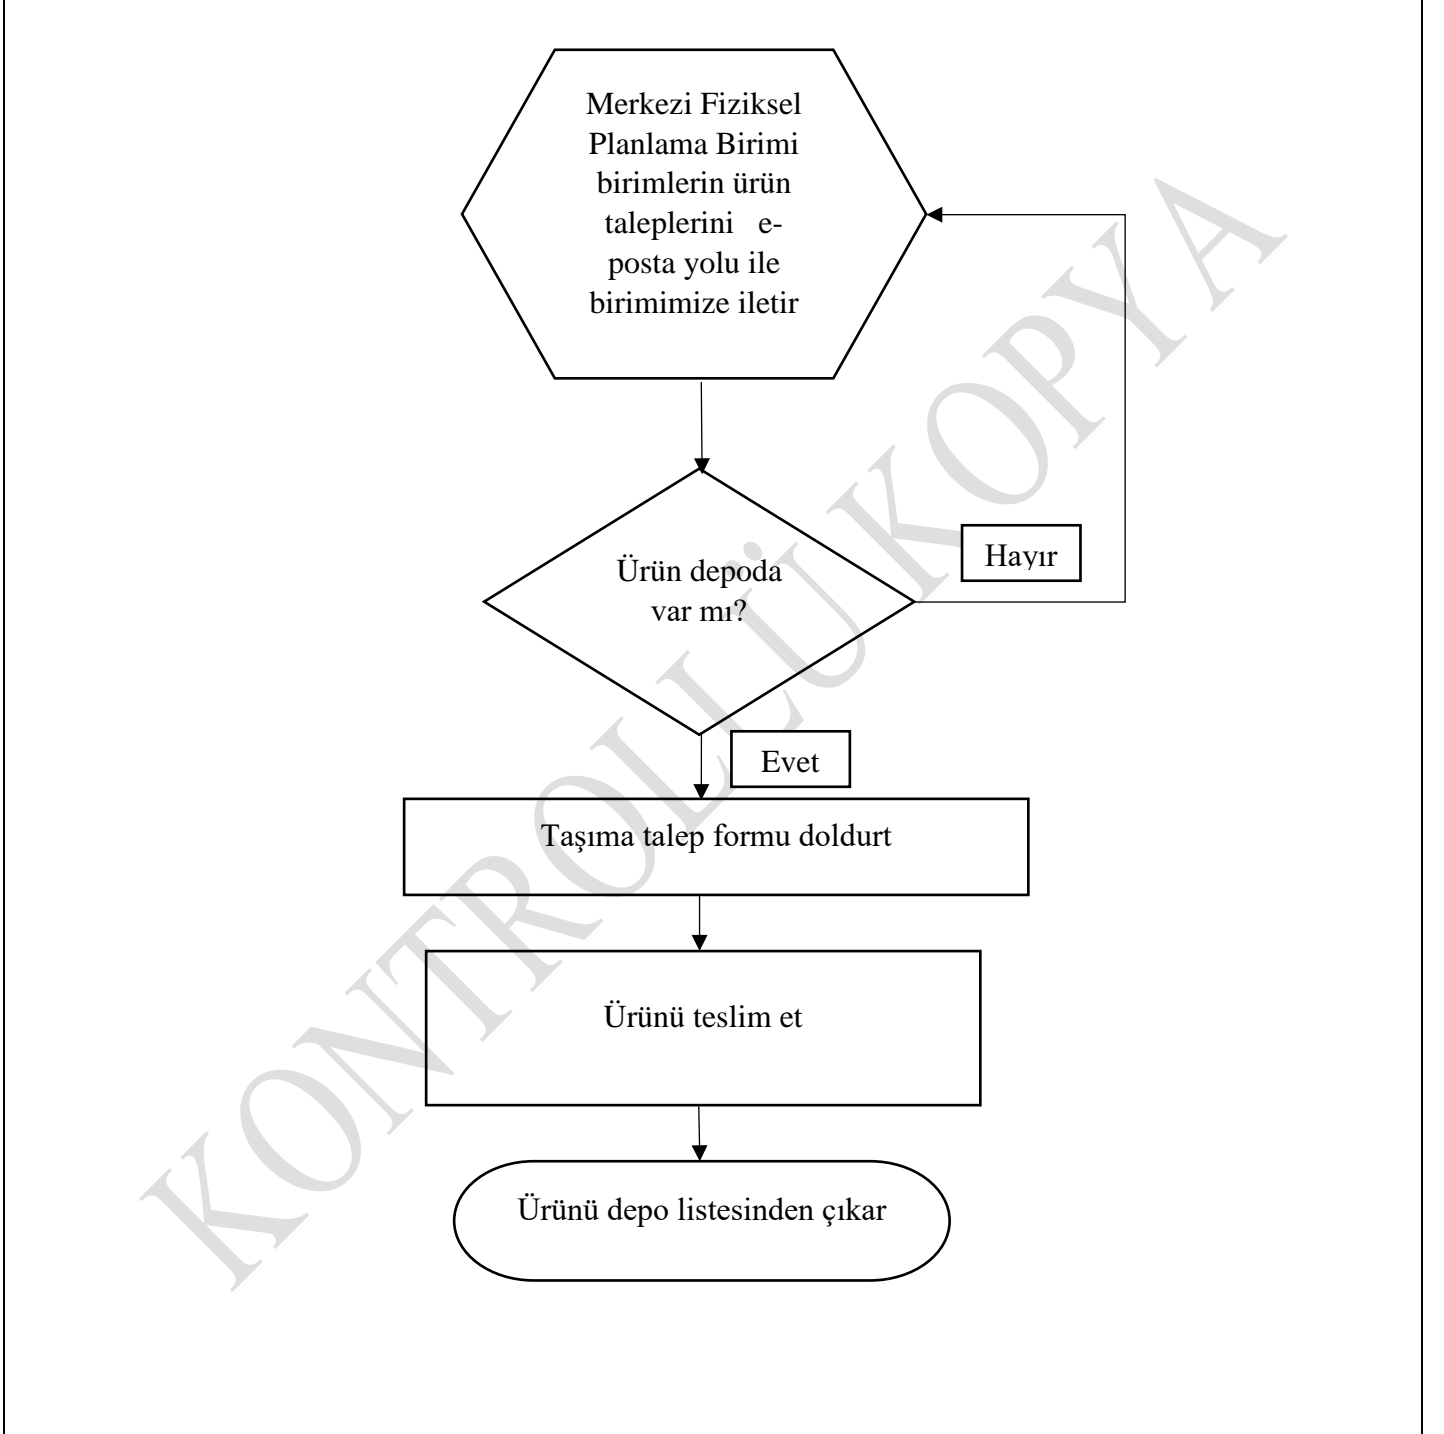 Merkezi Fiziksel
Planlama Birimi
birimlerin ürün
taleplerini e-
posta yolu ile
birimimize iletir
Hayır
Ürün depoda
var mı?
Evet
Taşıma talep formu doldurt
Ürünü teslim et
Ürünü depo listesinden çıkar
KONTROLLÜ KOPYA